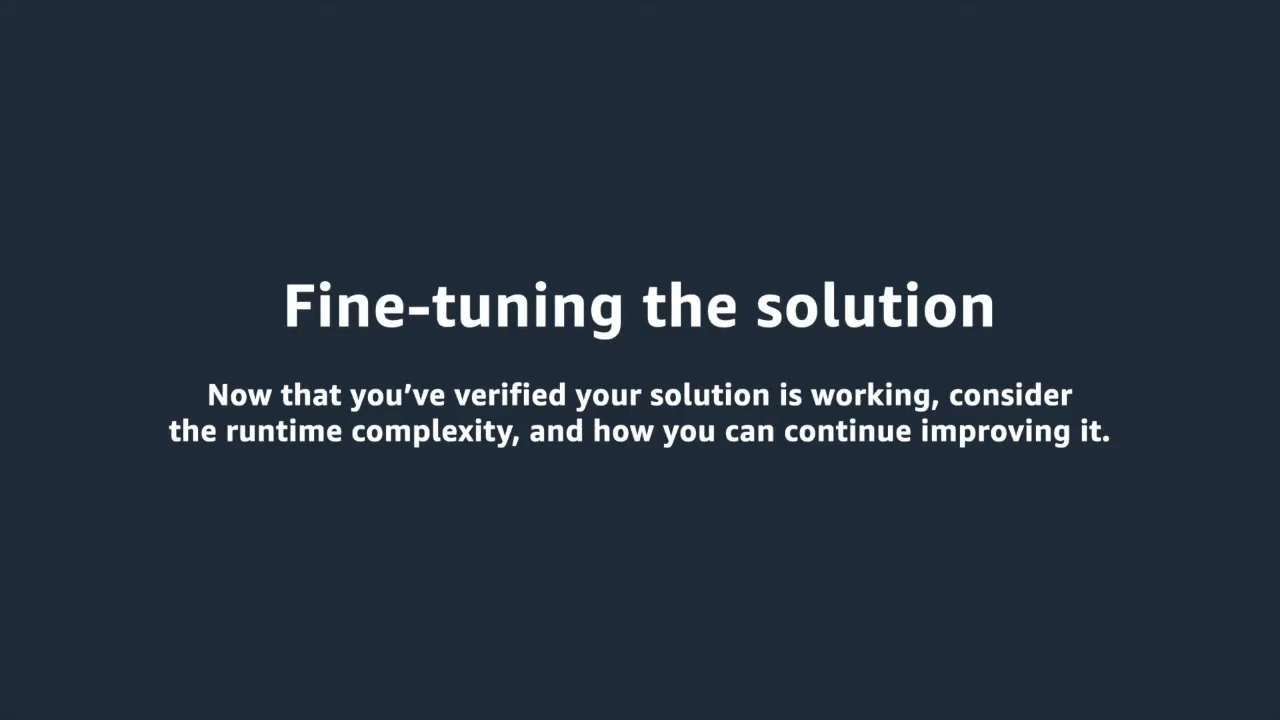 Fine-tuning the solution
Now that you’ve verified your solution is working, consider
the runtime complexity, and how you can continue improving it.